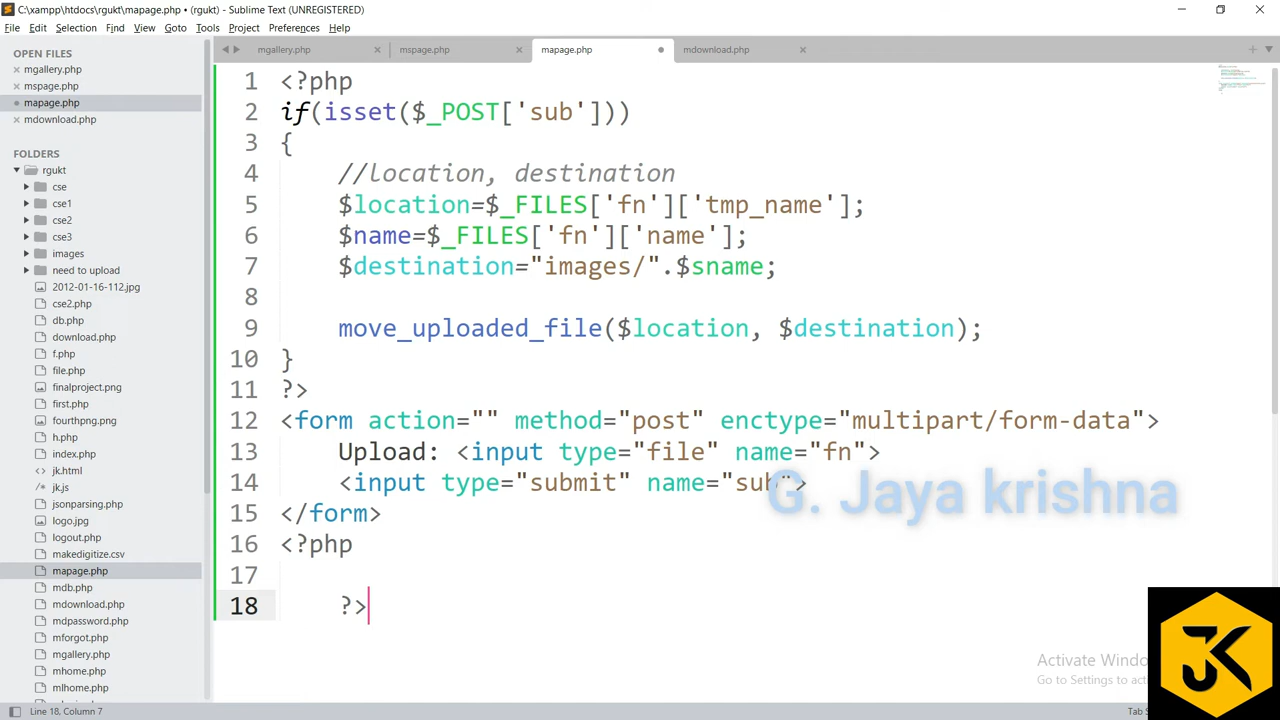 C:\xampp\htdocs\rgukt\mapage.php • (rgukt) - Sublime Text (UNREGISTERED)
File Edit Selection Find View Goto Tools Project Preferences Help
OPEN FILES
mgallery.php
mspage.php
mapage.php
mdownload.php
FOLDERS
rgukt
cse
cse1
cse2
cse3
images
need to upload
2012-01-16-112.jpg
cse2.php
db.php
download.php
f.php
file.php
finalproject.png
first.php
fourthpng.png
h.php
index.php
jk.html
jk.js
jsonparsing.php
logo.jpg
logout.php
makedigitize.csv
mapage.php
mdb.php
mdownload.php
mdpassword.php
mforgot.php
mgallery.php
mhome.php
mlhome.php
mgallery.php mspage.php mapage.php mdownload.php
1 <?php
2 if(isset($_POST['sub']))
3 {
4 //location, destination
5 $location=$_FILES['fn']['tmp_name'];
6 $name=$_FILES['fn']['name'];
7 $destination="images/".$sname;
8
9 move_uploaded_file($location, $destination);
10 }
11 ?>
12 <form action="" method="post" enctype="multipart/form-data">
13 Upload: <input type="file" name="fn">
14 <input type="submit" name="sub">
15 </form>
16 <?php
17
18 ?>
G. Jaya krishna
Activate Windo
Go to Settings to act
JK
Line 18, Column 7
Tab S